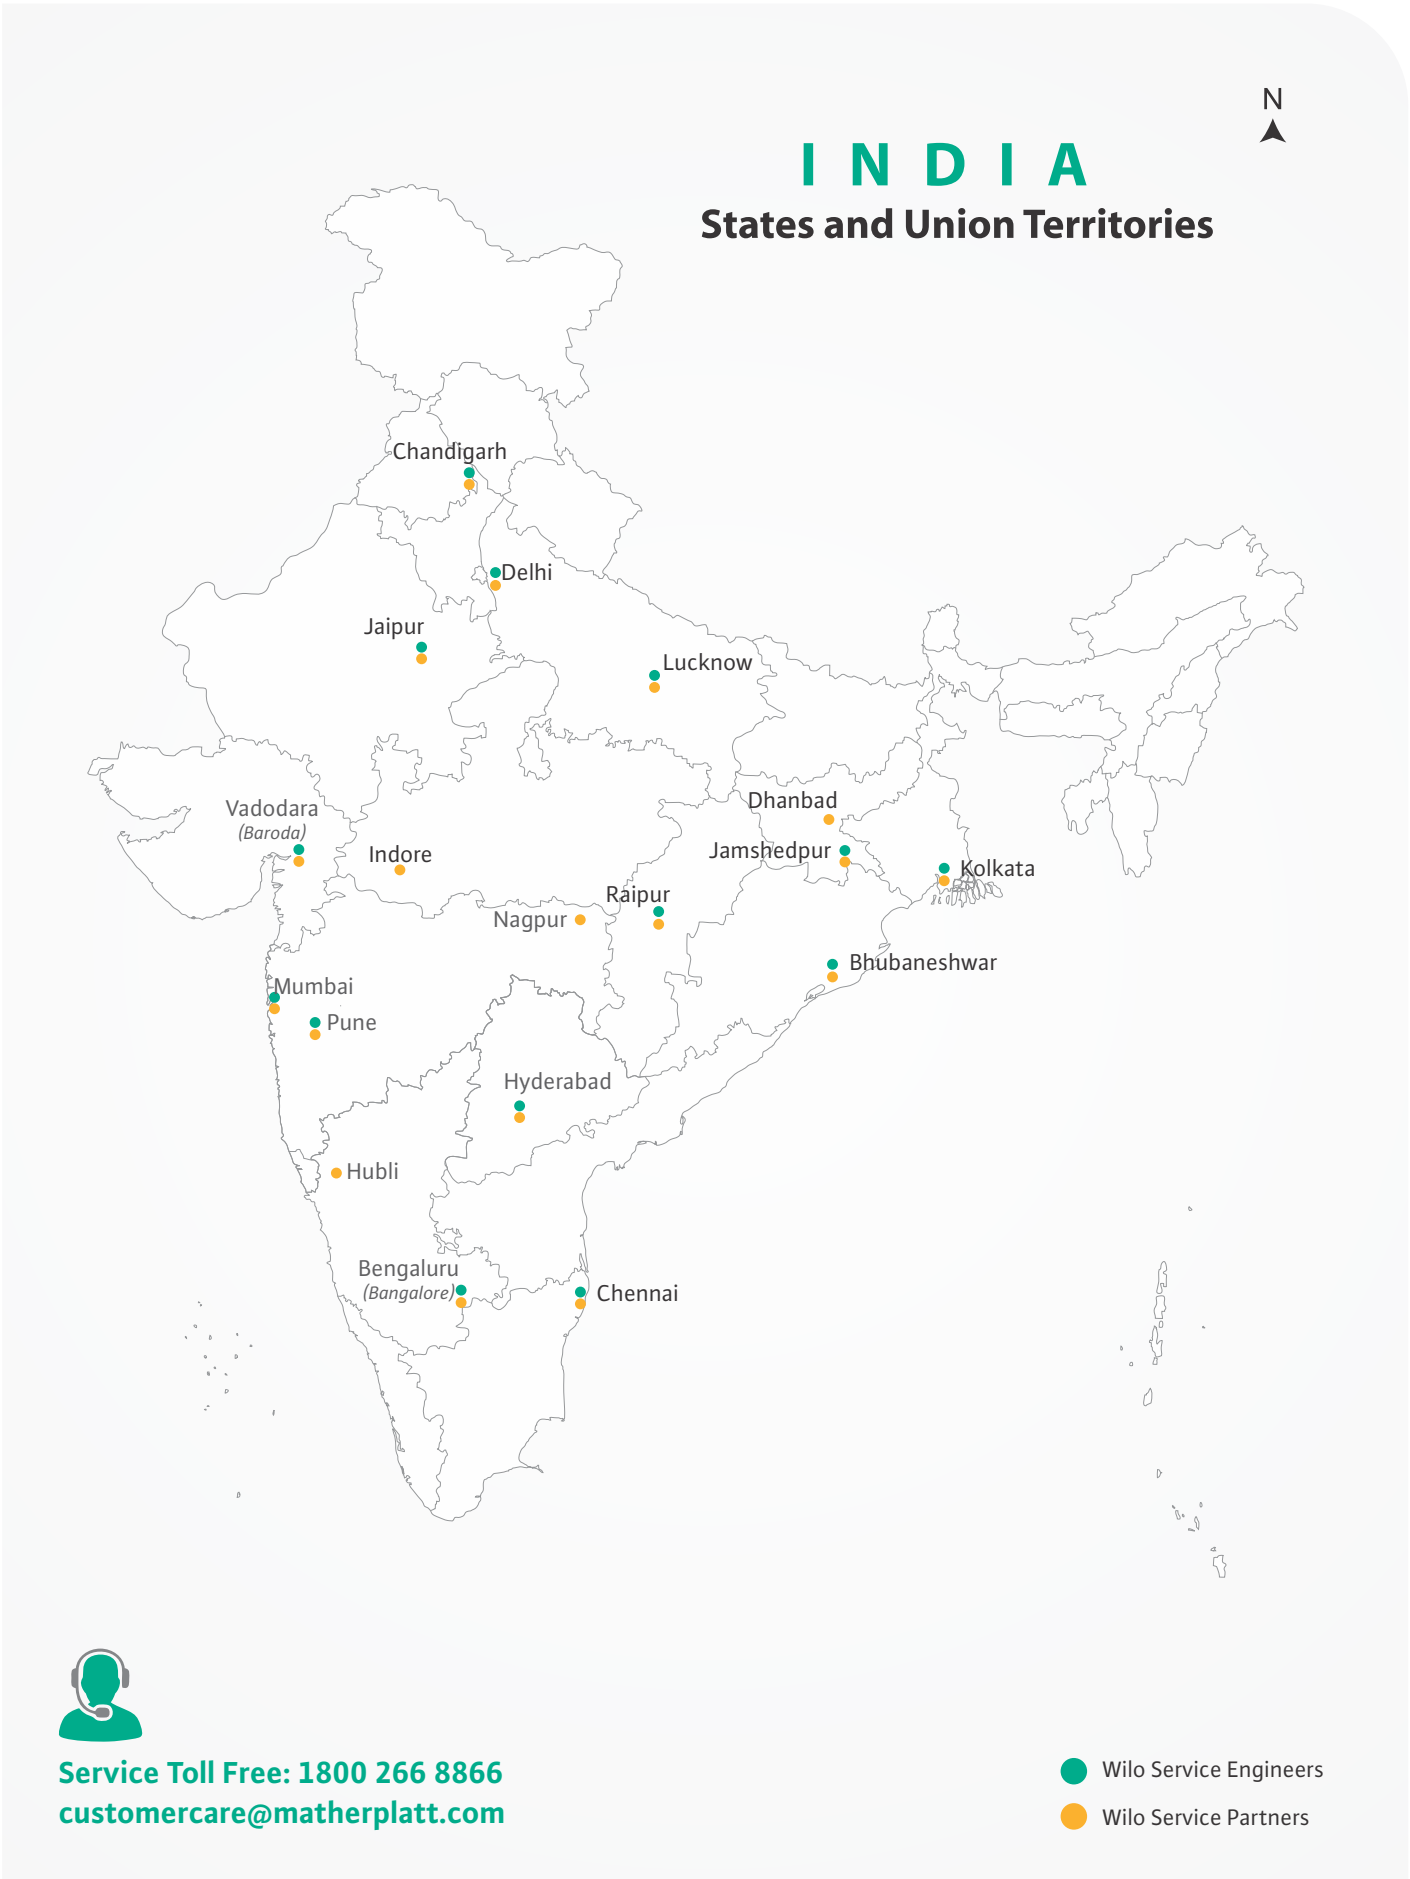 N
INDIA
States and Union Territories
Chandigarh
Delhi
Jaipur
Lucknow
Vadodara
(Baroda)
Dhanbad
Indore
Jamshedpur
Kolkata
Raipur
Nagpur
Bhubaneshwar
Mumbai
Pune
Hyderabad
Hubli
Bengaluru
(Bangalore)
Chennai
Service Toll Free: 1800 266 8866
customercare@matherplatt.com
Wilo Service Engineers
Wilo Service Partners